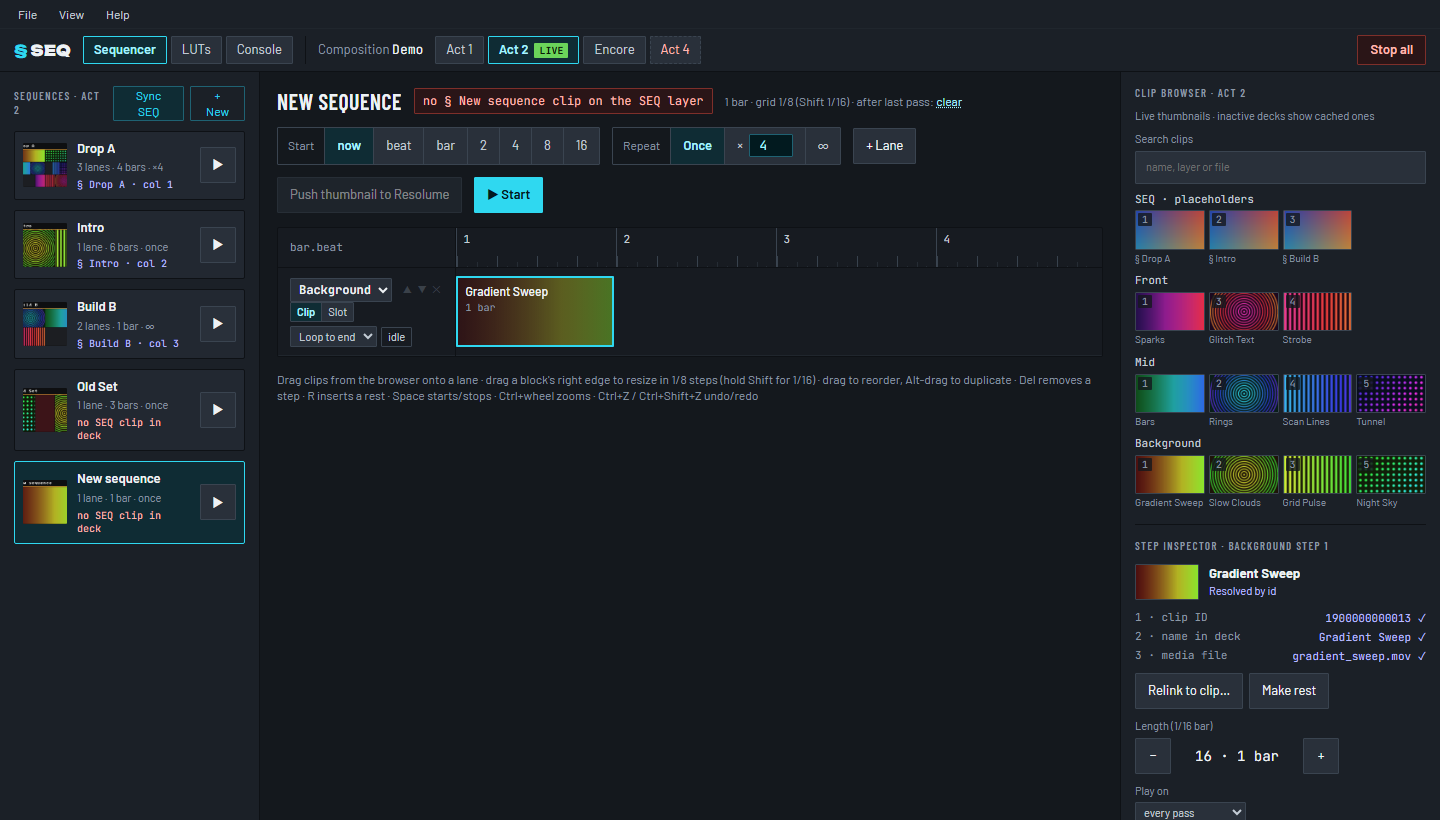 File View Help
§ SEQ Sequencer LUTs Console Composition Demo Act 1 Act 2 LIVE Encore Act 4 Stop all
SEQUENCES · ACT 2
Sync SEQ
+ New
Drop A
3 lanes · 4 bars · ×4
§ Drop A · col 1
Intro
1 lane · 6 bars · once
§ Intro · col 2
Build B
2 lanes · 1 bar · ∞
§ Build B · col 3
Old Set
1 lane · 3 bars · once
no SEQ clip in
deck
New sequence
1 lane · 1 bar · once
no SEQ clip in
deck
NEW SEQUENCE no § New sequence clip on the SEQ layer 1 bar · grid 1/8 (Shift 1/16) · after last pass: clear
Start now beat bar 2 4 8 16 Repeat Once × 4 ∞ + Lane
Push thumbnail to Resolume ▶ Start
bar.beat 1 2 3 4
Background ▲ ▼ ✕
Clip Slot
Loop to end idle
Gradient Sweep
1 bar
Drag clips from the browser onto a lane · drag a block's right edge to resize in 1/8 steps (hold Shift for 1/16) · drag to reorder, Alt-drag to duplicate · Del removes a
step · R inserts a rest · Space starts/stops · Ctrl+wheel zooms · Ctrl+Z / Ctrl+Shift+Z undo/redo
CLIP BROWSER · ACT 2
Live thumbnails · inactive decks show cached ones
Search clips
name, layer or file
SEQ · placeholders
1 2 3
§ Drop A § Intro § Build B
Front
1 3 4
Sparks Glitch Text Strobe
Mid
1 2 4 5
Bars Rings Scan Lines Tunnel
Background
1 2 3 5
Gradient Sweep Slow Clouds Grid Pulse Night Sky
STEP INSPECTOR · BACKGROUND STEP 1
Gradient Sweep
Resolved by id
1 · clip ID 1900000000013 ✓
2 · name in deck Gradient Sweep ✓
3 · media file gradient_sweep.mov ✓
Relink to clip… Make rest
Length (1/16 bar)
− 16 · 1 bar +
Play on
every pass